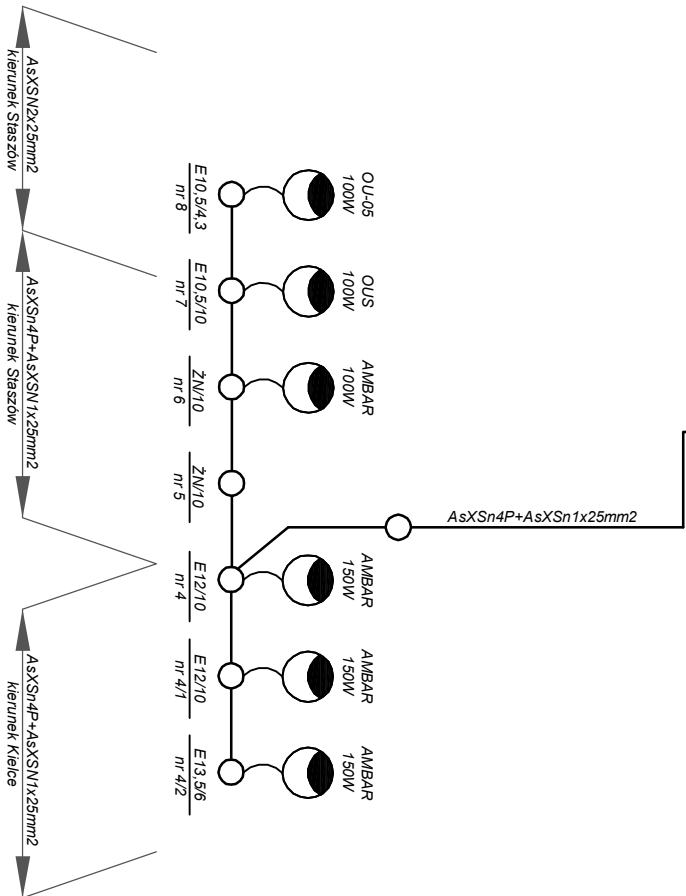 AsXSN2x25mm2
kierunek Staszów
AsXSn4P+AsXSN1x25mm2
kierunek Staszów
AsXSn4P+AsXSN1x25mm2
kierunek Kielce
E10,5/4,3
nr 8
OU-05
100W
E10,5/10
nr 7
OUS
100W
ŻN/10
nr 6
AMBAR
100W
ŻN/10
nr 5
AsXSn4P+AsXSn1x25mm2
E12/10
nr 4
AMBAR
150W
E12/10
nr 4/1
AMBAR
150W
E13,5/6
nr 4/2
AMBAR
150W